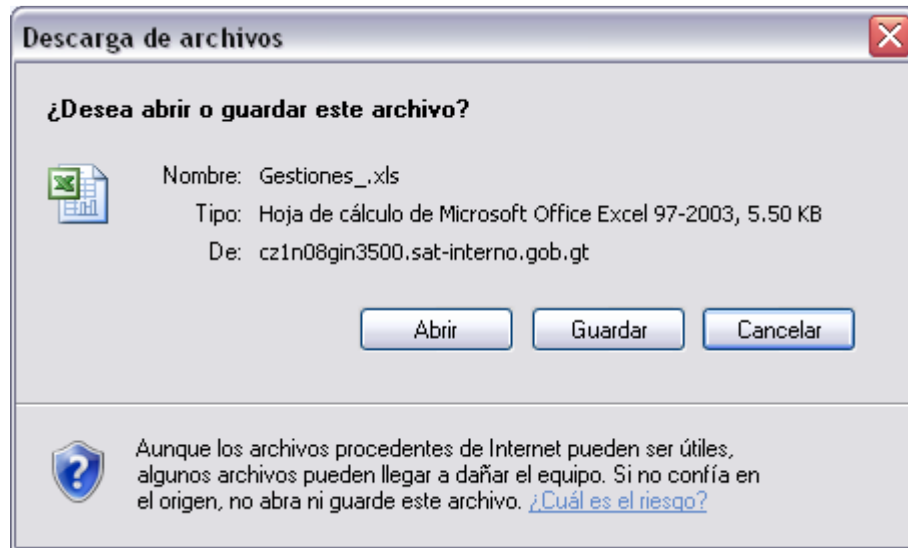 Descarga de archivos
¿Desea abrir o guardar este archivo?
Nombre: Gestiones_.xls
Tipo: Hoja de cálculo de Microsoft Office Excel 97-2003, 5.50 KB
De: cz1n08gin3500.sat-interno.gob.gt
Abrir Guardar Cancelar
Aunque los archivos procedentes de Internet pueden ser útiles,
algunos archivos pueden llegar a dañar el equipo. Si no confía en
el origen, no abra ni guarde este archivo. ¿Cuál es el riesgo?